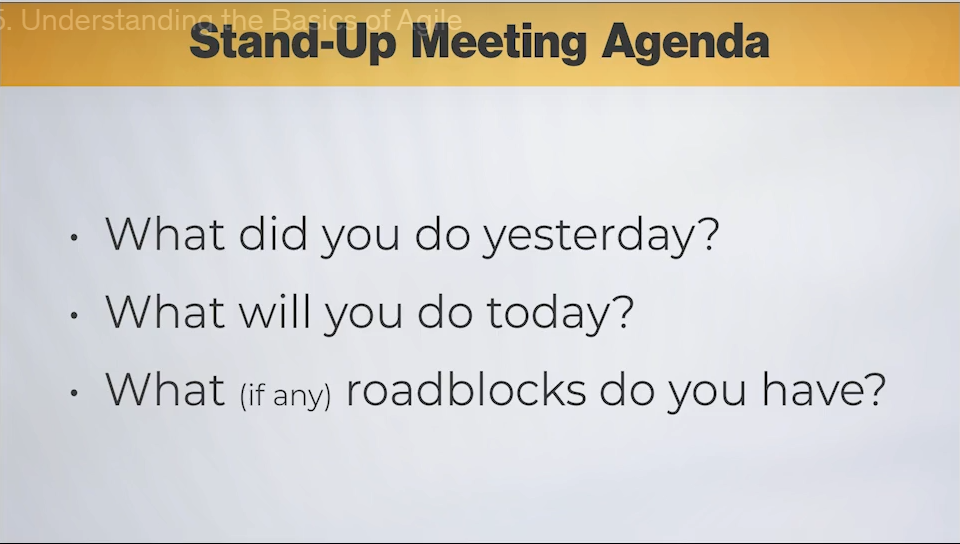 5. Understanding the Basics of Agile
Stand-Up Meeting Agenda
• What did you do yesterday?
• What will you do today?
• What (if any) roadblocks do you have?